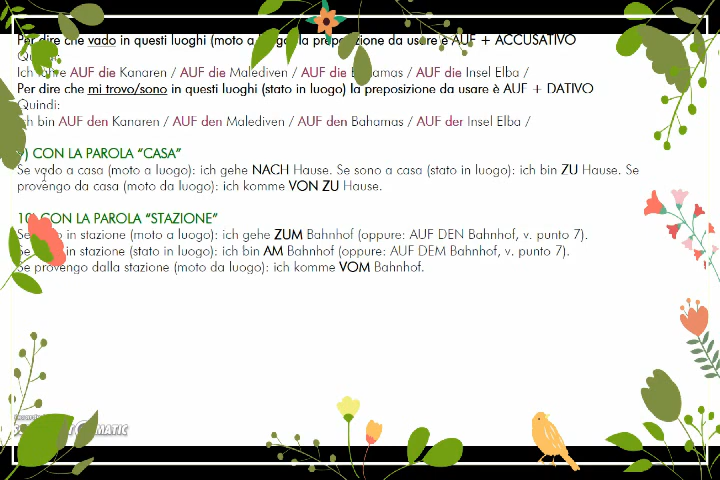 Per dire che vado in questi luoghi (moto a luogo) la preposizione da usare è AUF + ACCUSATIVO
Quindi:
Ich fahre AUF die Kanaren / AUF die Malediven / AUF die Bahamas / AUF die Insel Elba /
Per dire che mi trovo/sono in questi luoghi (stato in luogo) la preposizione da usare è AUF + DATIVO
Quindi:
Ich bin AUF den Kanaren / AUF den Malediven / AUF den Bahamas / AUF der Insel Elba /
9) CON LA PAROLA “CASA”
Se vado a casa (moto a luogo): ich gehe NACH Hause. Se sono a casa (stato in luogo): ich bin ZU Hause. Se
provengo da casa (moto da luogo): ich komme VON ZU Hause.
10) CON LA PAROLA “STAZIONE”
Se vado in stazione (moto a luogo): ich gehe ZUM Bahnhof (oppure: AUF DEN Bahnhof, v. punto 7).
Se sono in stazione (stato in luogo): ich bin AM Bahnhof (oppure: AUF DEM Bahnhof, v. punto 7).
Se provengo dalla stazione (moto da luogo): ich komme VOM Bahnhof.